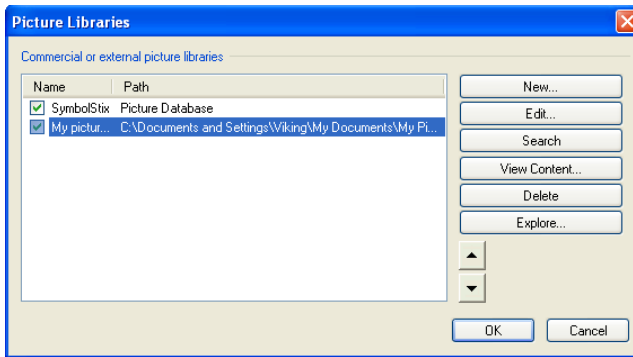 Picture Libraries
Commercial or external picture libraries
Name Path
SymbolStix Picture Database
My pictur... C:\Documents and Settings\Viking\My Documents\My Pi...
New...
Edit...
Search
View Content...
Delete
Explore...
OK Cancel